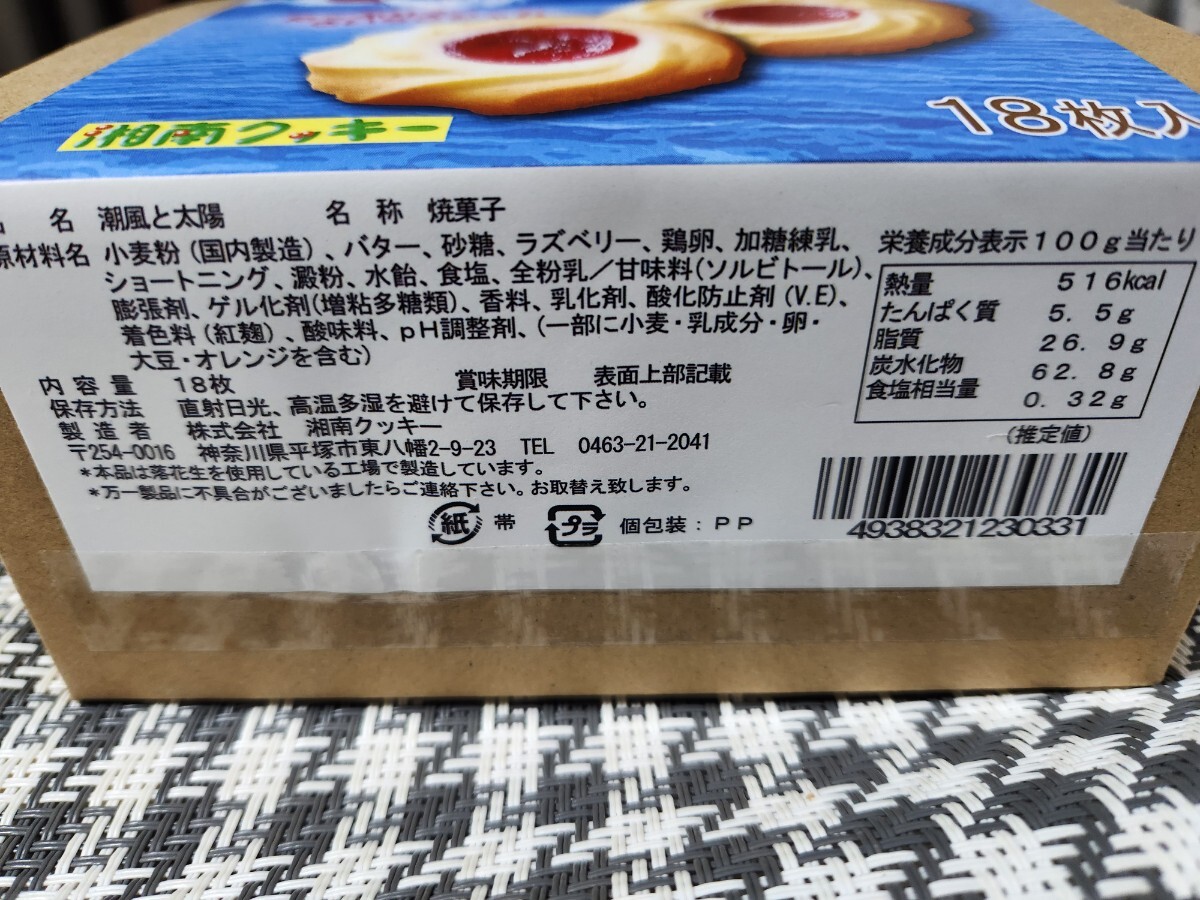 湘南クッキー
18枚入
名 潮風と太陽 名称 焼菓子
原材料名 小麦粉(国内製造)、バター、砂糖、ラズベリー、鶏卵、加糖練乳、
ショートニング、澱粉、水飴、食塩、全粉乳/甘味料(ソルビトール)、
膨張剤、ゲル化剤(増粘多糖類)、香料、乳化剤、酸化防止剤(V.E)、
着色料(紅麹)、酸味料、pH調整剤、(一部に小麦・乳成分・卵・
大豆・オレンジを含む)
内容量 18枚 賞味期限 表面上部記載
保存方法 直射日光、高温多湿を避けて保存して下さい。
製造者 株式会社 湘南クッキー
〒254-0016 神奈川県平塚市東八幡2-9-23 TEL 0463-21-2041
*本品は落花生を使用している工場で製造しています。
*万一製品に不具合がございましたらご連絡下さい。お取替え致します。
紙 帯 プラ 個包装:PP
栄養成分表示100g当たり
熱量 516kcal
たんぱく質 5.5g
脂質 26.9g
炭水化物 62.8g
食塩相当量 0.32g
(推定値)
4938321230331